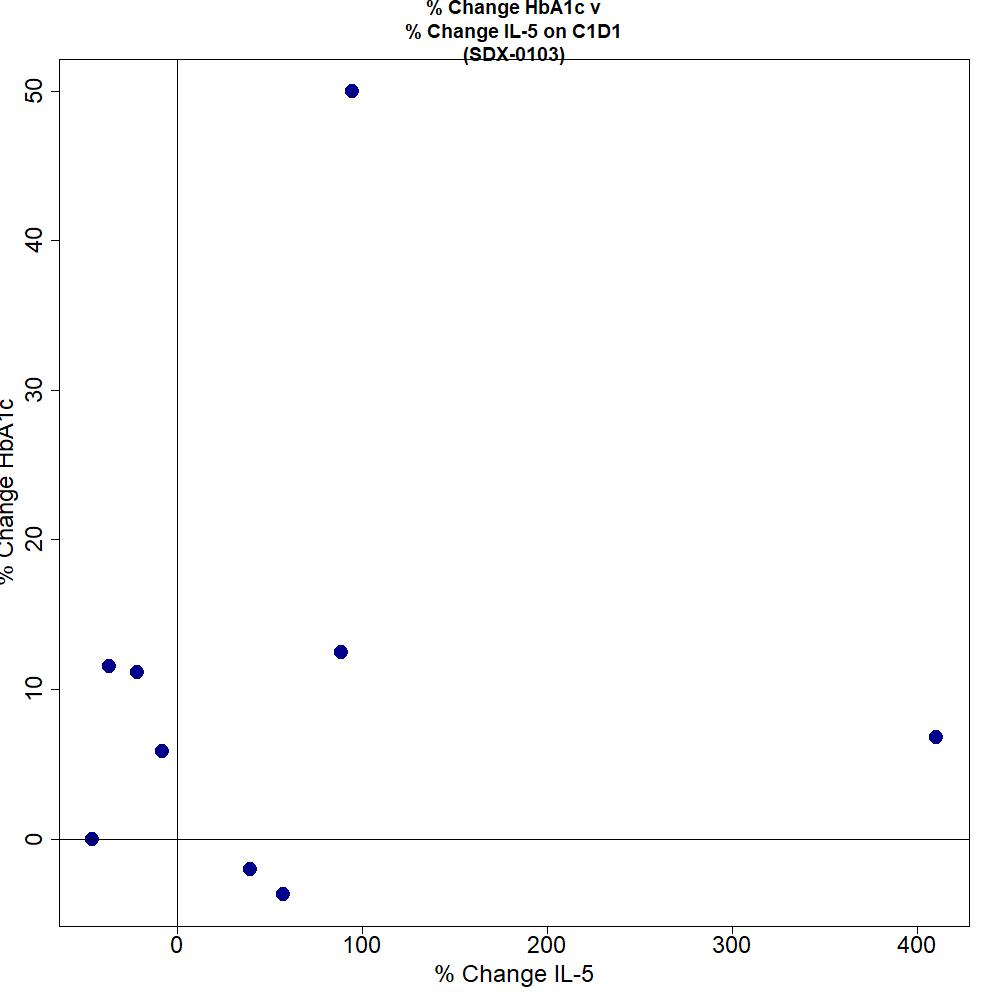 % Change HbA1c v
% Change IL-5 on C1D1
(SDX-0103)
% Change HbA1c
50
40
30
20
10
0
0 100 200 300 400
% Change IL-5